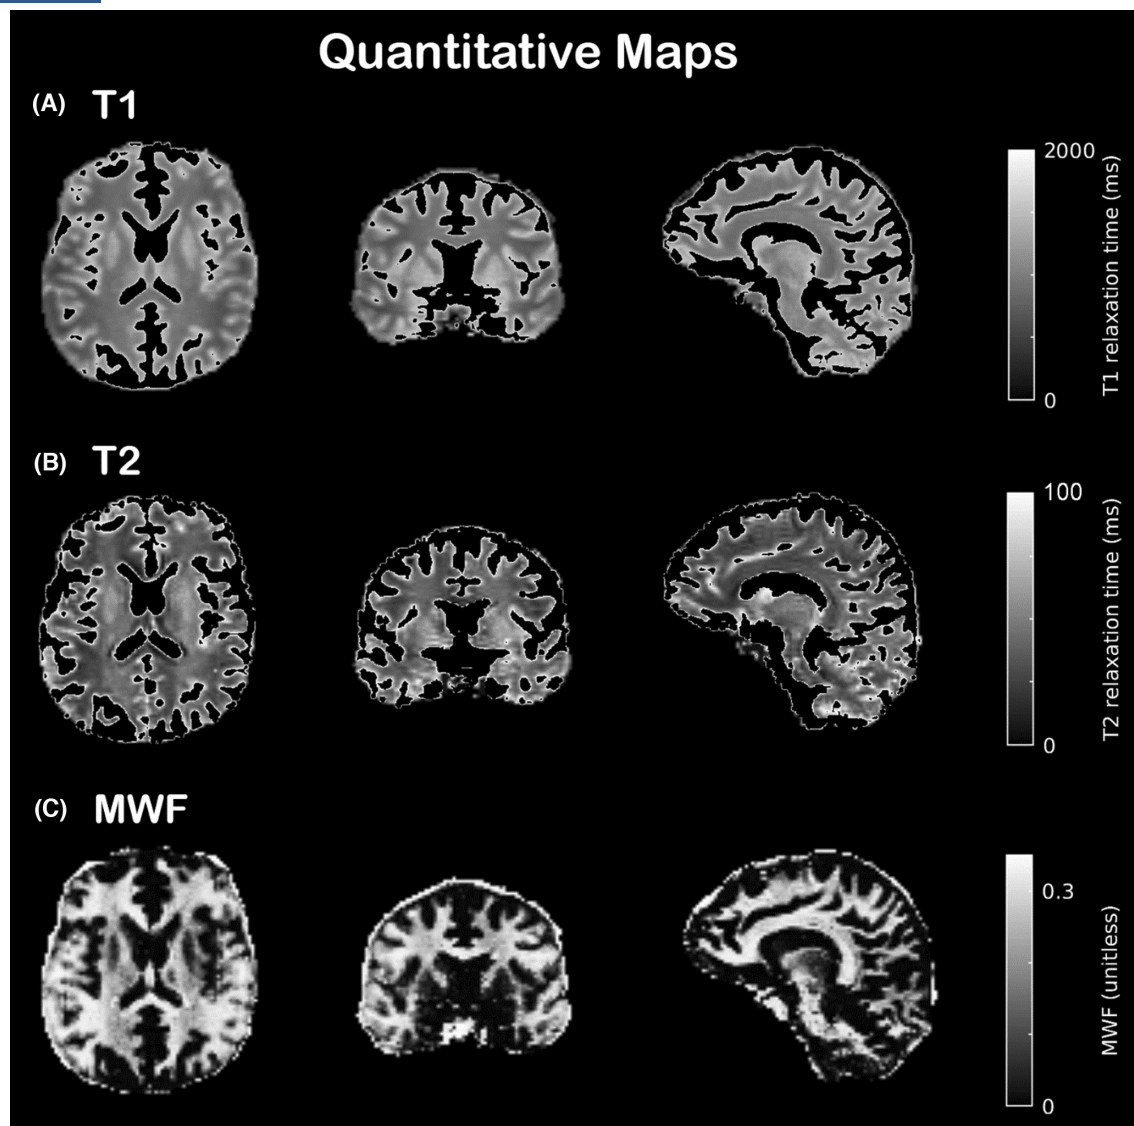 Quantitative Maps
(A) T1
2000
0
T1 relaxation time (ms)
(B) T2
100
0
T2 relaxation time (ms)
(C) MWF
0.3
0
MWF (unitless)